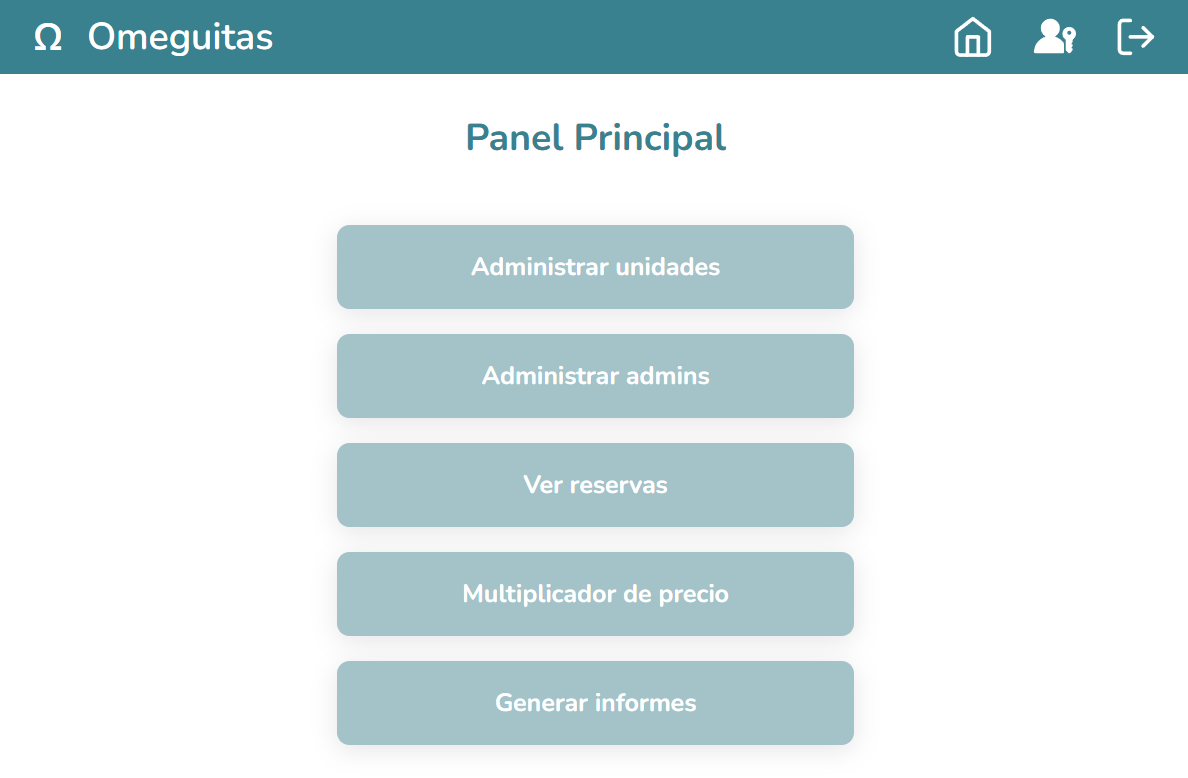 Ω Omeguitas
Panel Principal
Administrar unidades
Administrar admins
Ver reservas
Multiplicador de precio
Generar informes